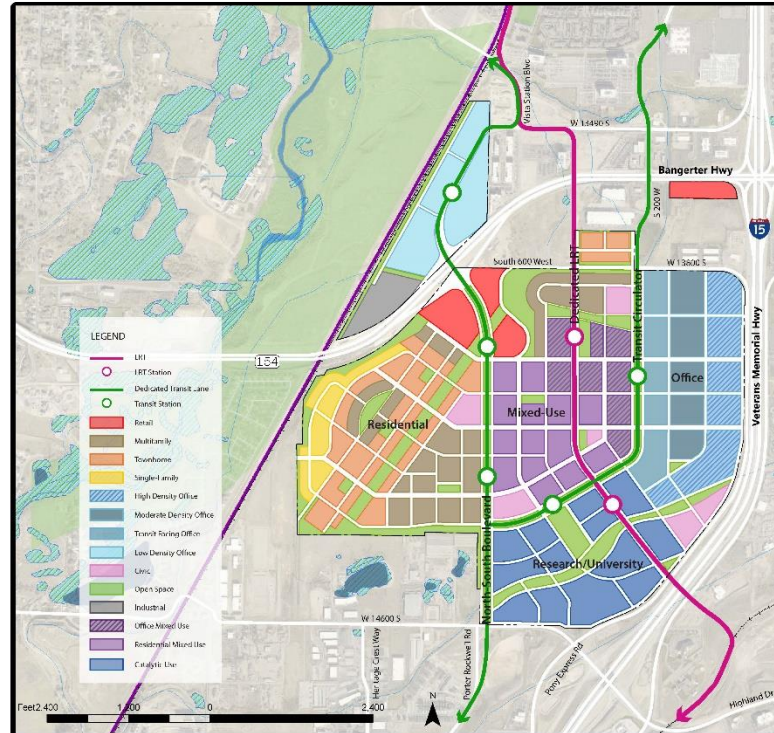 Vista Station Blvd
W 13490 S
Bangerter Hwy
S 200 W
15
South 600 West
W 13800 S
Dedicated LRT
Transit Circulator
Veterans Memorial Hwy
154
LEGEND
LRT
LRT Station
Dedicated Transit Lane
Transit Station
Retail
Multifamily
Townhome
Single-Family
High Density Office
Moderate Density Office
Transit Facing Office
Low Density Office
Civic
Open Space
Industrial
Office Mixed Use
Residential Mixed Use
Catalytic Use
Office
Residential
Mixed-Use
North South Boulevard
Research/University
W 14600 S
Heritage Crest Way
Porter Rockwell Rd
Pony Express Rd
Highland Dr
N
Feet2,400 1,200 0 2,400